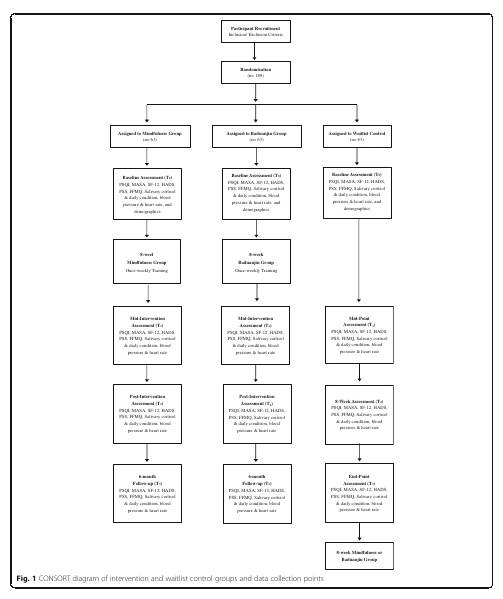 Participant Recruitment
Inclusion/ Exclusion Criteria
Randomization
(n= 189)
Assigned to Mindfulness Group
(n=63)
Assigned to Baduanjin Group
(n=63)
Assigned to Waitlist Control
(n=63)
Baseline Assessment (T₀)
PSQI, MASA, SF-12, HADS,
PSS, FFMQ, Salivary cortisol
& daily condition, blood
pressure & heart rate, and
demographics
Baseline Assessment (T₀)
PSQI, MASA, SF-12, HADS,
PSS, FFMQ, Salivary cortisol
& daily condition, blood
pressure & heart rate, and
demographics
Baseline Assessment (T₀)
PSQI, MASA, SF-12, HADS,
PSS, FFMQ, Salivary cortisol
& daily condition, blood
pressure & heart rate, and
demographics
8-week
Mindfulness Group
Once-weekly Training
8-week
Baduanjin Group
Once-weekly Training
Mid-Intervention
Assessment (T₁)
PSQI, MASA, SF-12, HADS,
PSS, FFMQ, Salivary cortisol
& daily condition, blood
pressure & heart rate
Mid-Intervention
Assessment (T₁)
PSQI, MASA, SF-12, HADS,
PSS, FFMQ, Salivary cortisol
& daily condition, blood
pressure & heart rate
Mid-Point
Assessment (T₁)
PSQI, MASA, SF-12, HADS,
PSS, FFMQ, Salivary cortisol
& daily condition, blood
pressure & heart rate
Post-Intervention
Assessment (T₂)
PSQI, MASA, SF-12, HADS,
PSS, FFMQ, Salivary cortisol
& daily condition, blood
pressure & heart rate
Post-Intervention
Assessment (T₂)
PSQI, MASA, SF-12, HADS,
PSS, FFMQ, Salivary cortisol
& daily condition, blood
pressure & heart rate
8-Week Assessment (T₂)
PSQI, MASA, SF-12, HADS,
PSS, FFMQ, Salivary cortisol
& daily condition, blood
pressure & heart rate
6-month
Follow-up (T₃)
PSQI, MASA, SF-12, HADS,
PSS, FFMQ, Salivary cortisol
& daily condition, blood
pressure & heart rate
6-month
Follow-up (T₃)
PSQI, MASA, SF-12, HADS,
PSS, FFMQ, Salivary cortisol
& daily condition, blood
pressure & heart rate
End-Point
Assessment (T₃)
PSQI, MASA, SF-12, HADS,
PSS, FFMQ, Salivary cortisol
& daily condition, blood
pressure & heart rate
8-week Mindfulness or
Baduanjin Group
Fig. 1 CONSORT diagram of intervention and waitlist control groups and data collection points